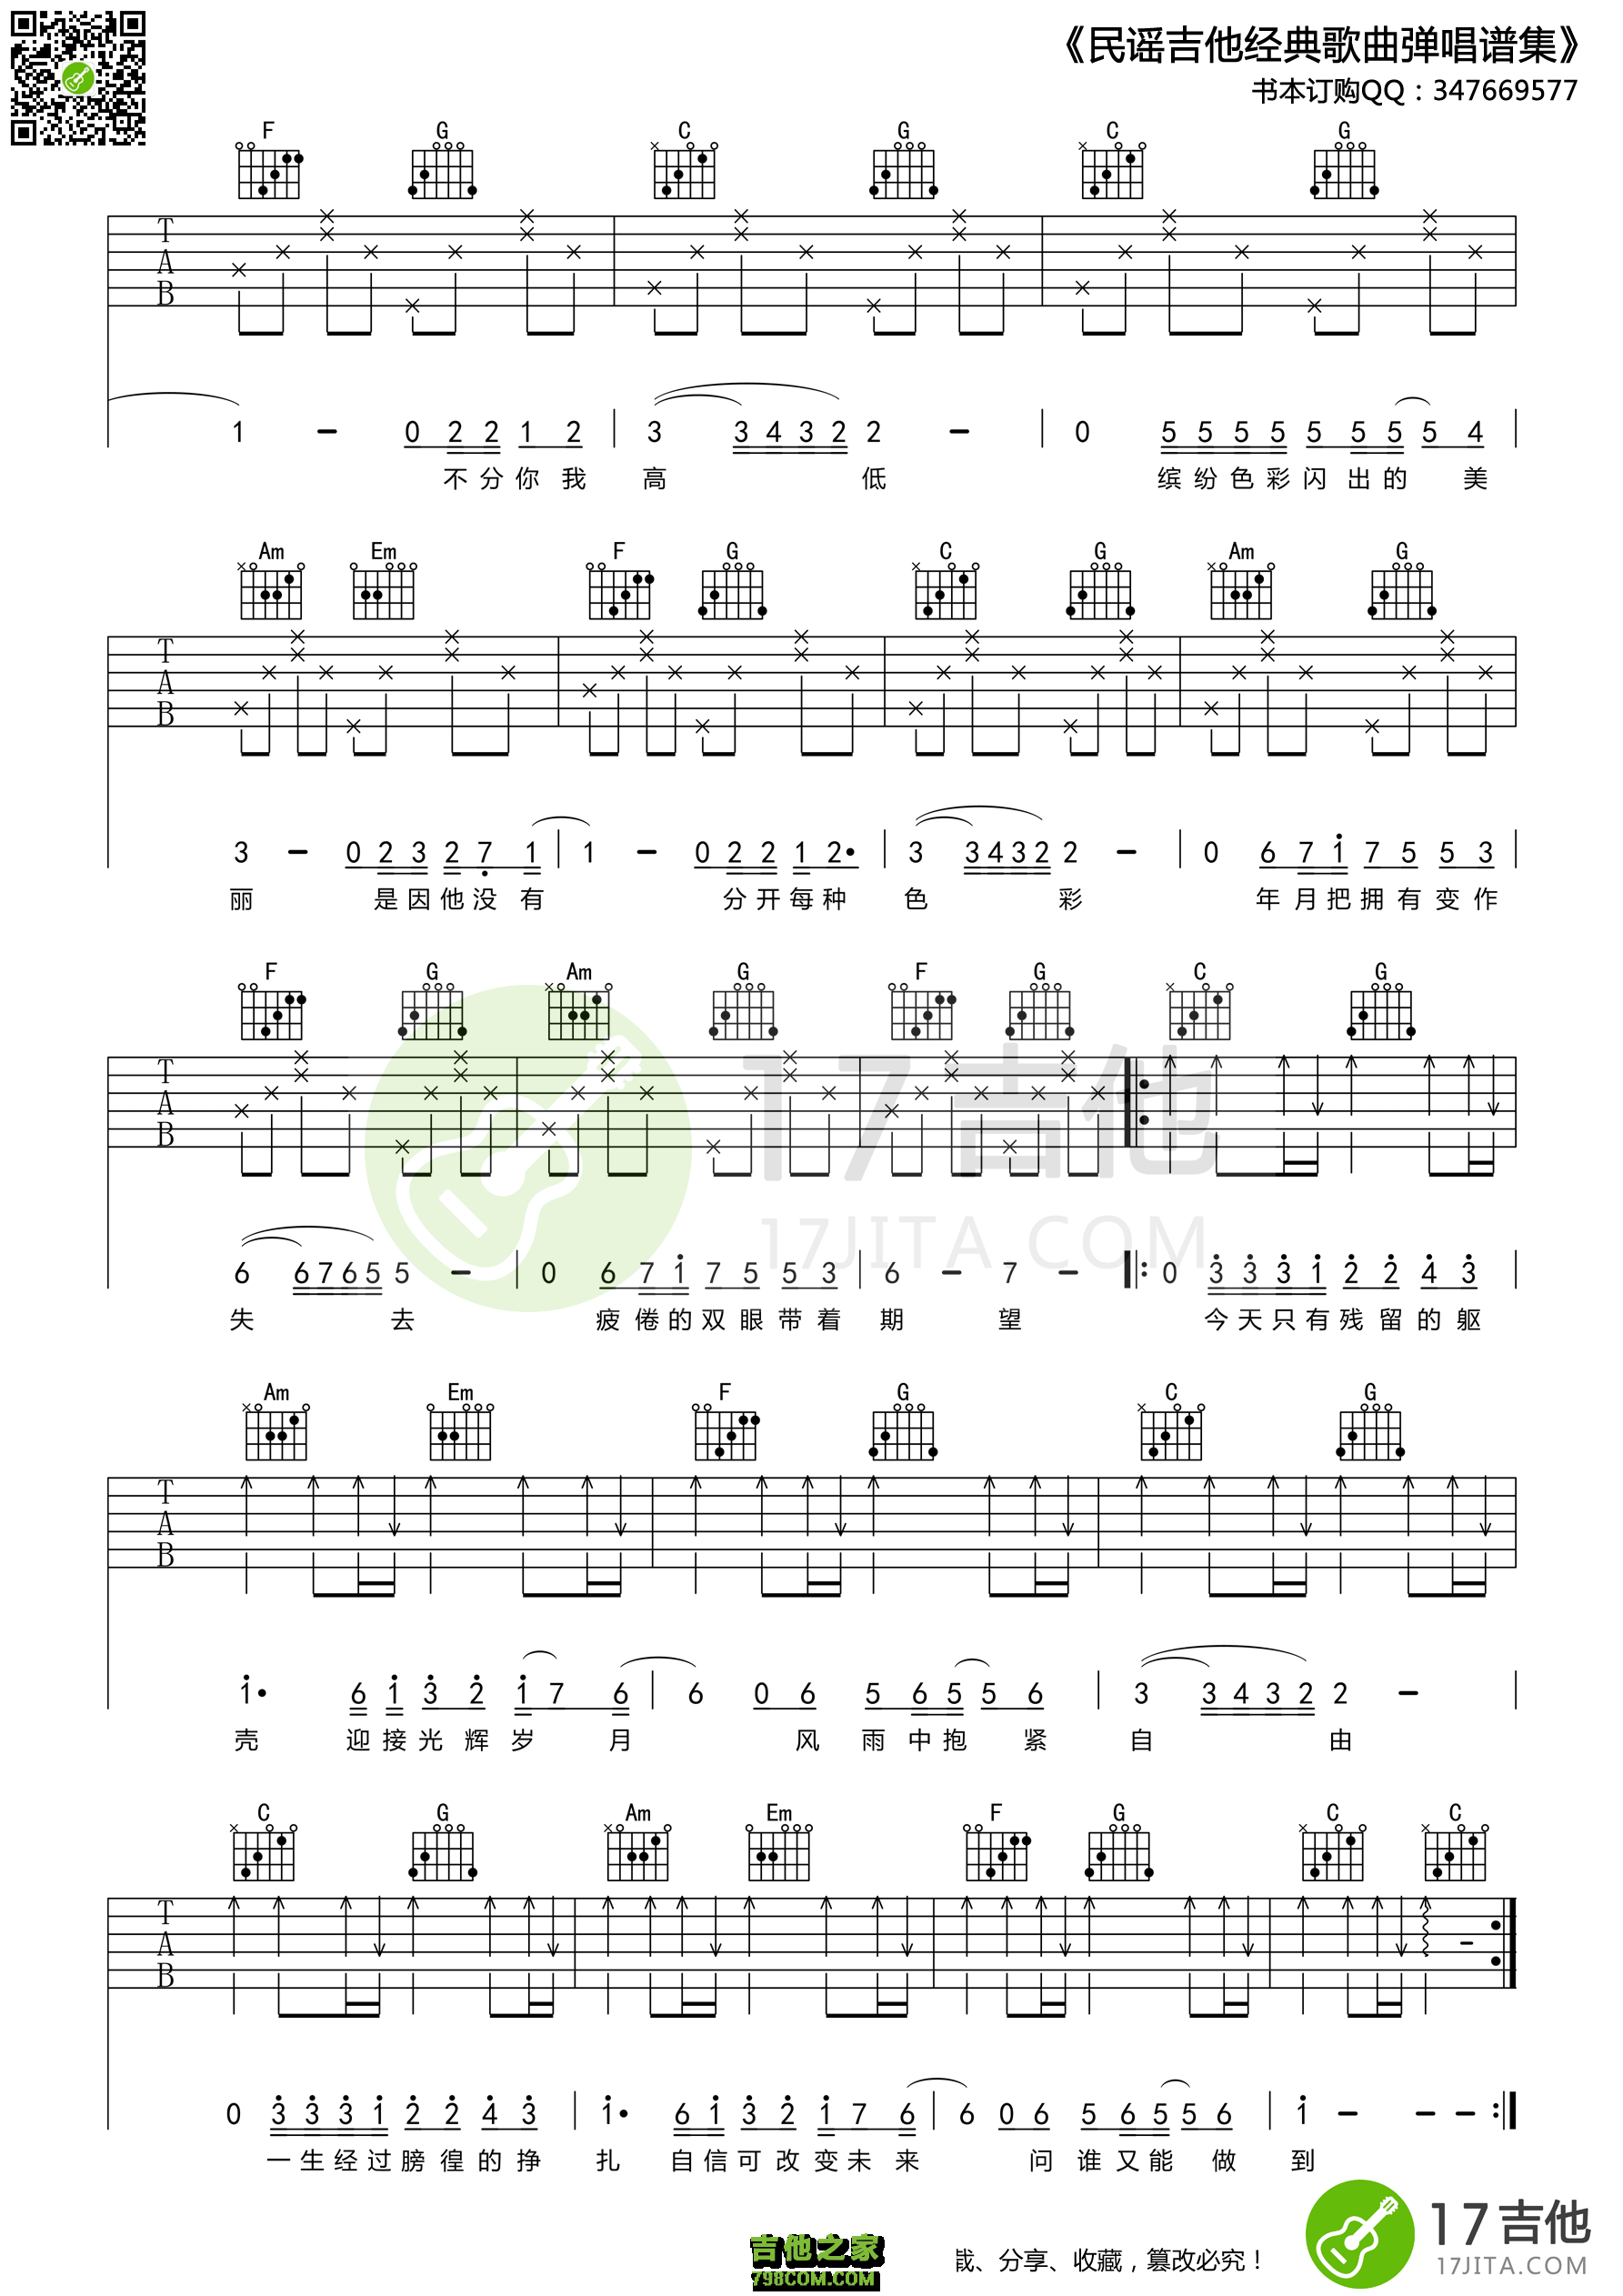 《民谣吉他经典歌曲弹唱谱集》
书本订购QQ：347669577
F G C G C G
T
A
B
1 – 0 2 2 1 2 | 3 3 4 3 2 2 – | 0 5 5 5 5 5 5 5 5 4 |
不分你我 高 低 缤纷色彩闪出的 美
Am Em F G C G Am G
T
A
B
3 – 0 2 3 2 7 1 | 1 – 0 2 2 1 2· | 3 3 4 3 2 2 – | 0 6 7 1 7 5 5 3 |
丽 是因他没有 分开每种 色 彩 年月把拥有变作
F G Am G F G C G
T
A
B
6 6 7 6 5 5 – | 0 6 7 1 7 5 5 3 | 6 – 7 – |: 0 3 3 3 1 2 2 4 3 |
失 去 疲倦的双眼带着 期 望 今天只有残留的躯
17吉他
17JITA.COM
Am Em F G C G
T
A
B
1· 6 1 3 2 1 7 6 | 6 0 6 5 6 5 5 6 | 3 3 4 3 2 2 – |
壳 迎接光辉岁 月 风 雨中抱 紧 自 由
C G Am Em F G C C
T
A
B
0 3 3 3 1 2 2 4 3 | 1· 6 1 3 2 1 7 6 | 6 0 6 5 6 5 5 6 | 1 – – – :|
一生经过膀徨的挣 扎 自信可改变未来 问 谁又能 做 到
吉他之家
798COM.COM
戕、分享、收藏，篡改必究！
17吉他
17JITA.COM